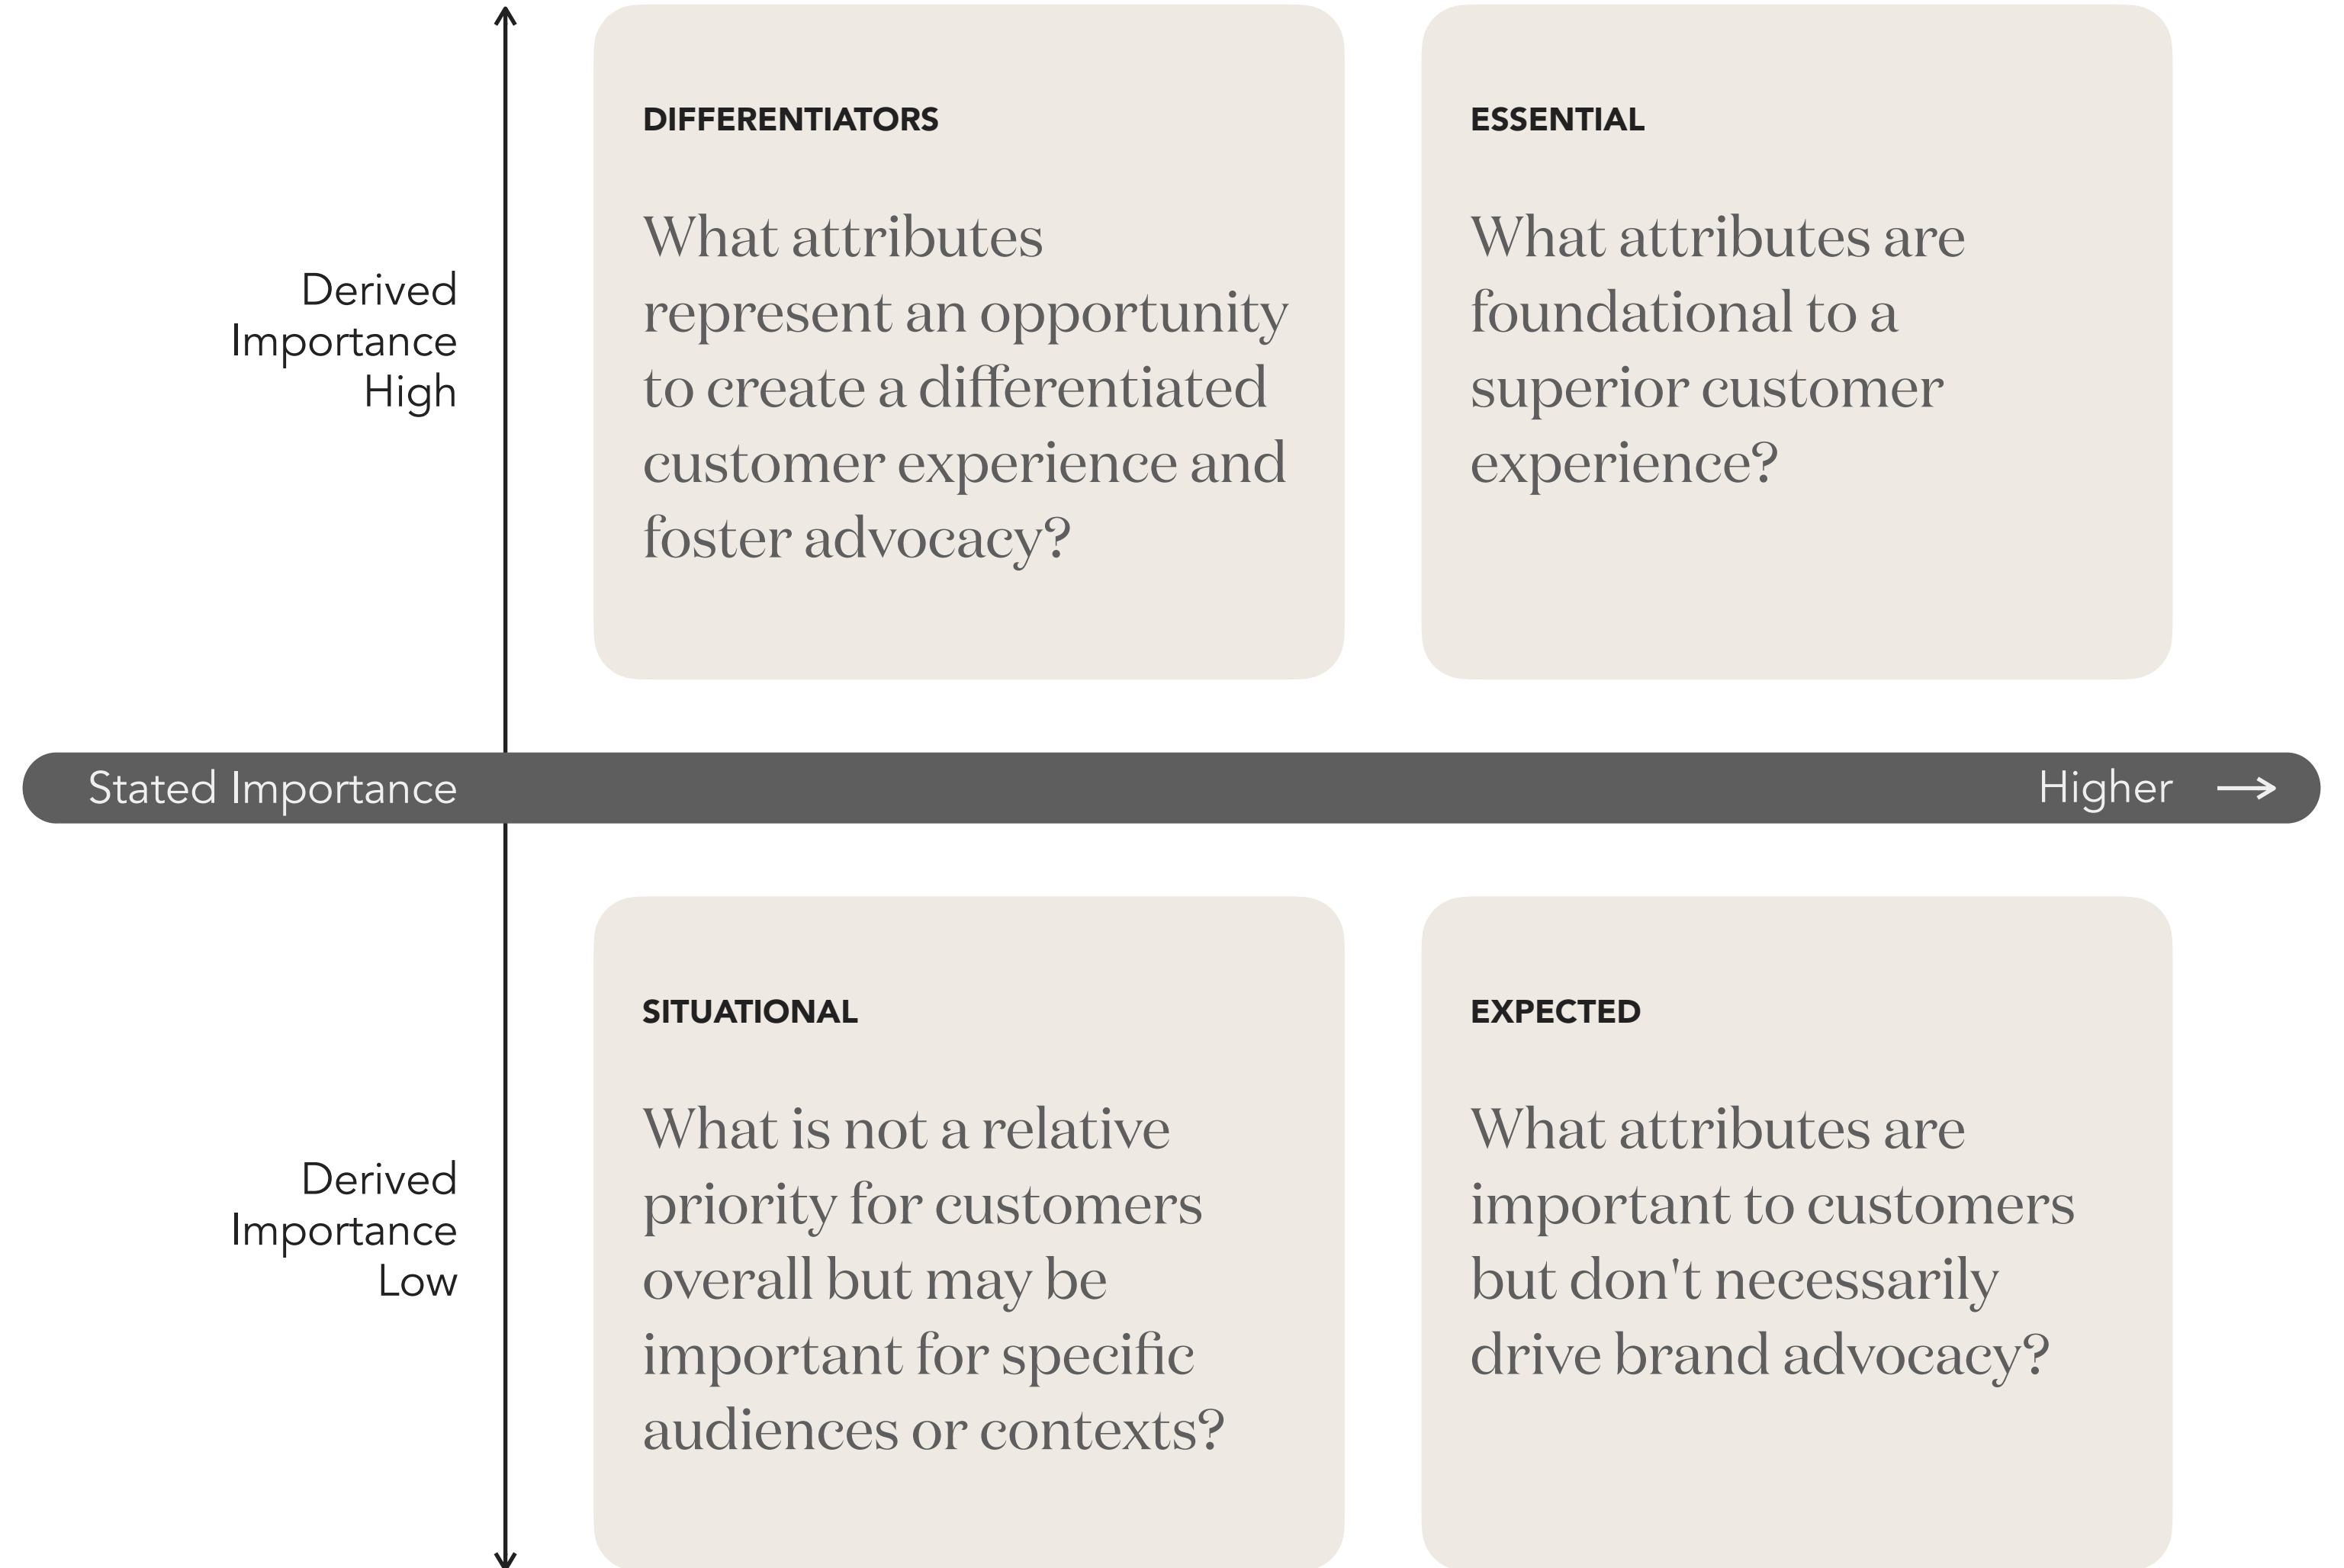 Derived
Importance
High
DIFFERENTIATORS
What attributes
represent an opportunity
to create a differentiated
customer experience and
foster advocacy?
ESSENTIAL
What attributes are
foundational to a
superior customer
experience?
Stated Importance
Higher
Derived
Importance
Low
SITUATIONAL
What is not a relative
priority for customers
overall but may be
important for specific
audiences or contexts?
EXPECTED
What attributes are
important to customers
but don't necessarily
drive brand advocacy?